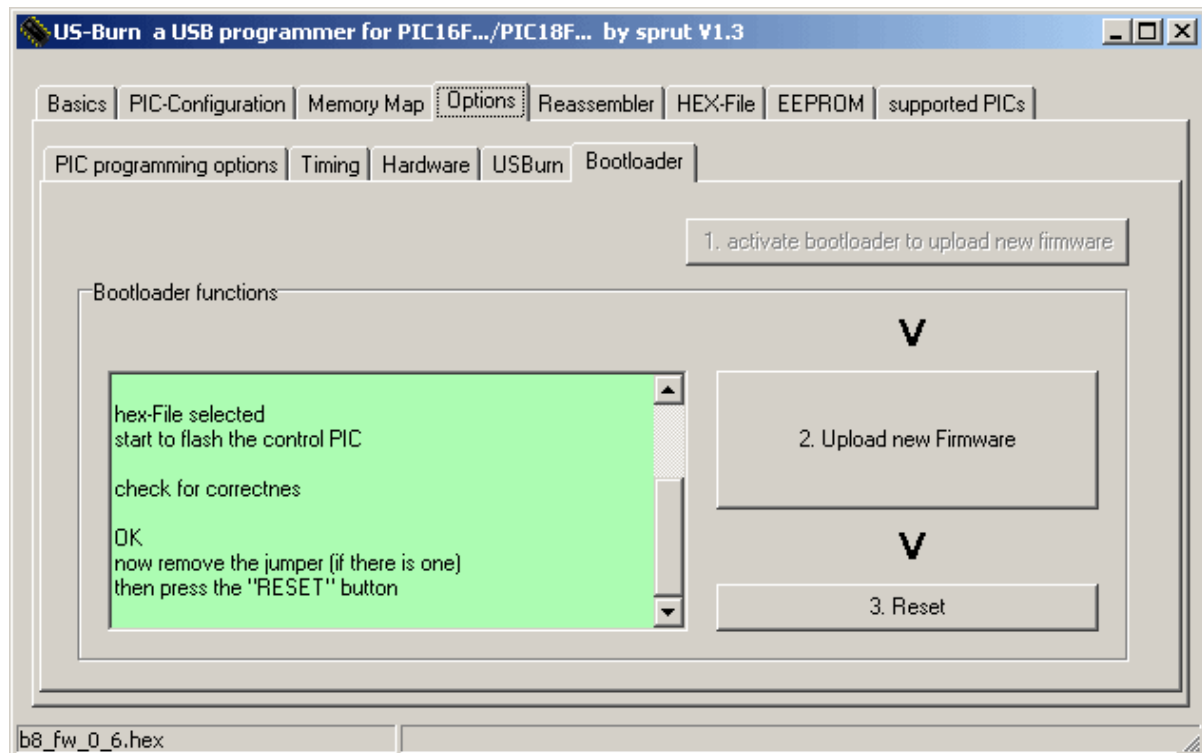 US-Burn a USB programmer for PIC16F.../PIC18F... by sprut V1.3
Basics PIC-Configuration Memory Map Options Reassembler HEX-File EEPROM supported PICs
PIC programming options Timing Hardware USBurn Bootloader
1. activate bootloader to upload new firmware
Bootloader functions
V
hex-File selected
start to flash the control PIC
check for correctnes
OK
now remove the jumper (if there is one)
then press the "RESET" button
2. Upload new Firmware
V
3. Reset
b8_fw_0_6.hex